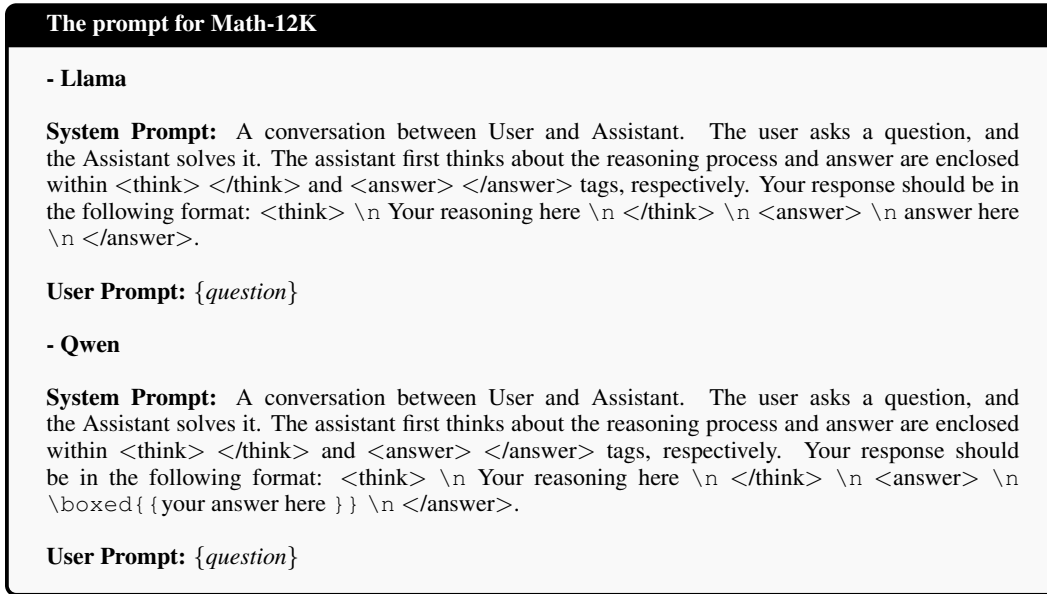 The prompt for Math-12K
- Llama
System Prompt: A conversation between User and Assistant. The user asks a question, and
the Assistant solves it. The assistant first thinks about the reasoning process and answer are enclosed
within <think> </think> and <answer> </answer> tags, respectively. Your response should be in
the following format: <think> \n Your reasoning here \n </think> \n <answer> \n answer here
\n </answer>.
User Prompt: {question}
- Qwen
System Prompt: A conversation between User and Assistant. The user asks a question, and
the Assistant solves it. The assistant first thinks about the reasoning process and answer are enclosed
within <think> </think> and <answer> </answer> tags, respectively. Your response should
be in the following format: <think> \n Your reasoning here \n </think> \n <answer> \n
\boxed{{your answer here }} \n </answer>.
User Prompt: {question}